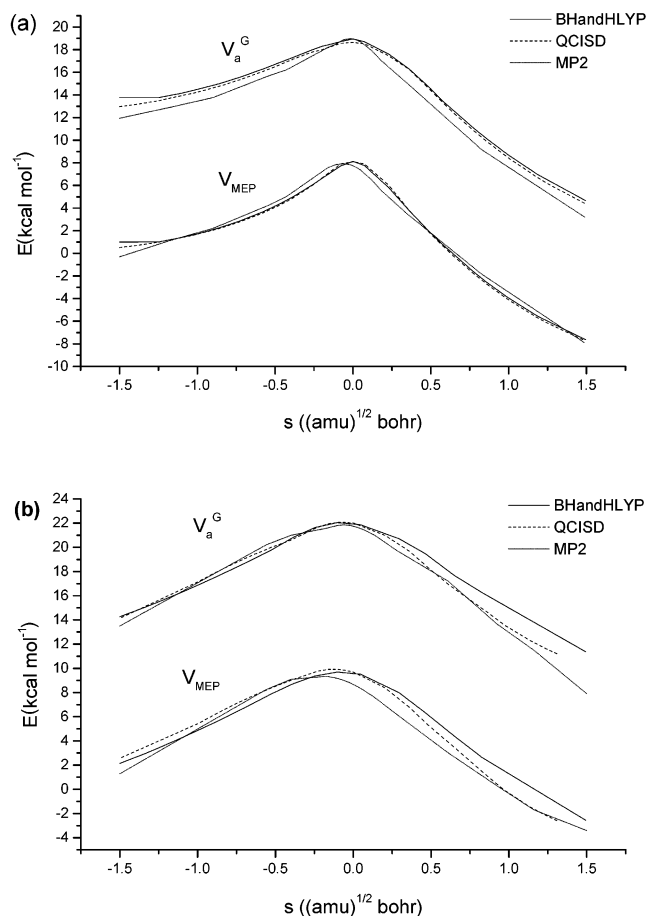 (a)
BHandHLYP
QCISD
MP2
V_a^G
V_MEP
E(kcal mol^-1)
20
18
16
14
12
10
8
6
4
2
0
-2
-4
-6
-8
-10
-1.5 -1.0 -0.5 0.0 0.5 1.0 1.5
s ((amu)^1/2 bohr)
(b)
BHandHLYP
QCISD
MP2
V_a^G
V_MEP
E(kcal mol^-1)
24
22
20
18
16
14
12
10
8
6
4
2
0
-2
-4
-1.5 -1.0 -0.5 0.0 0.5 1.0 1.5
s ((amu)^1/2 bohr)